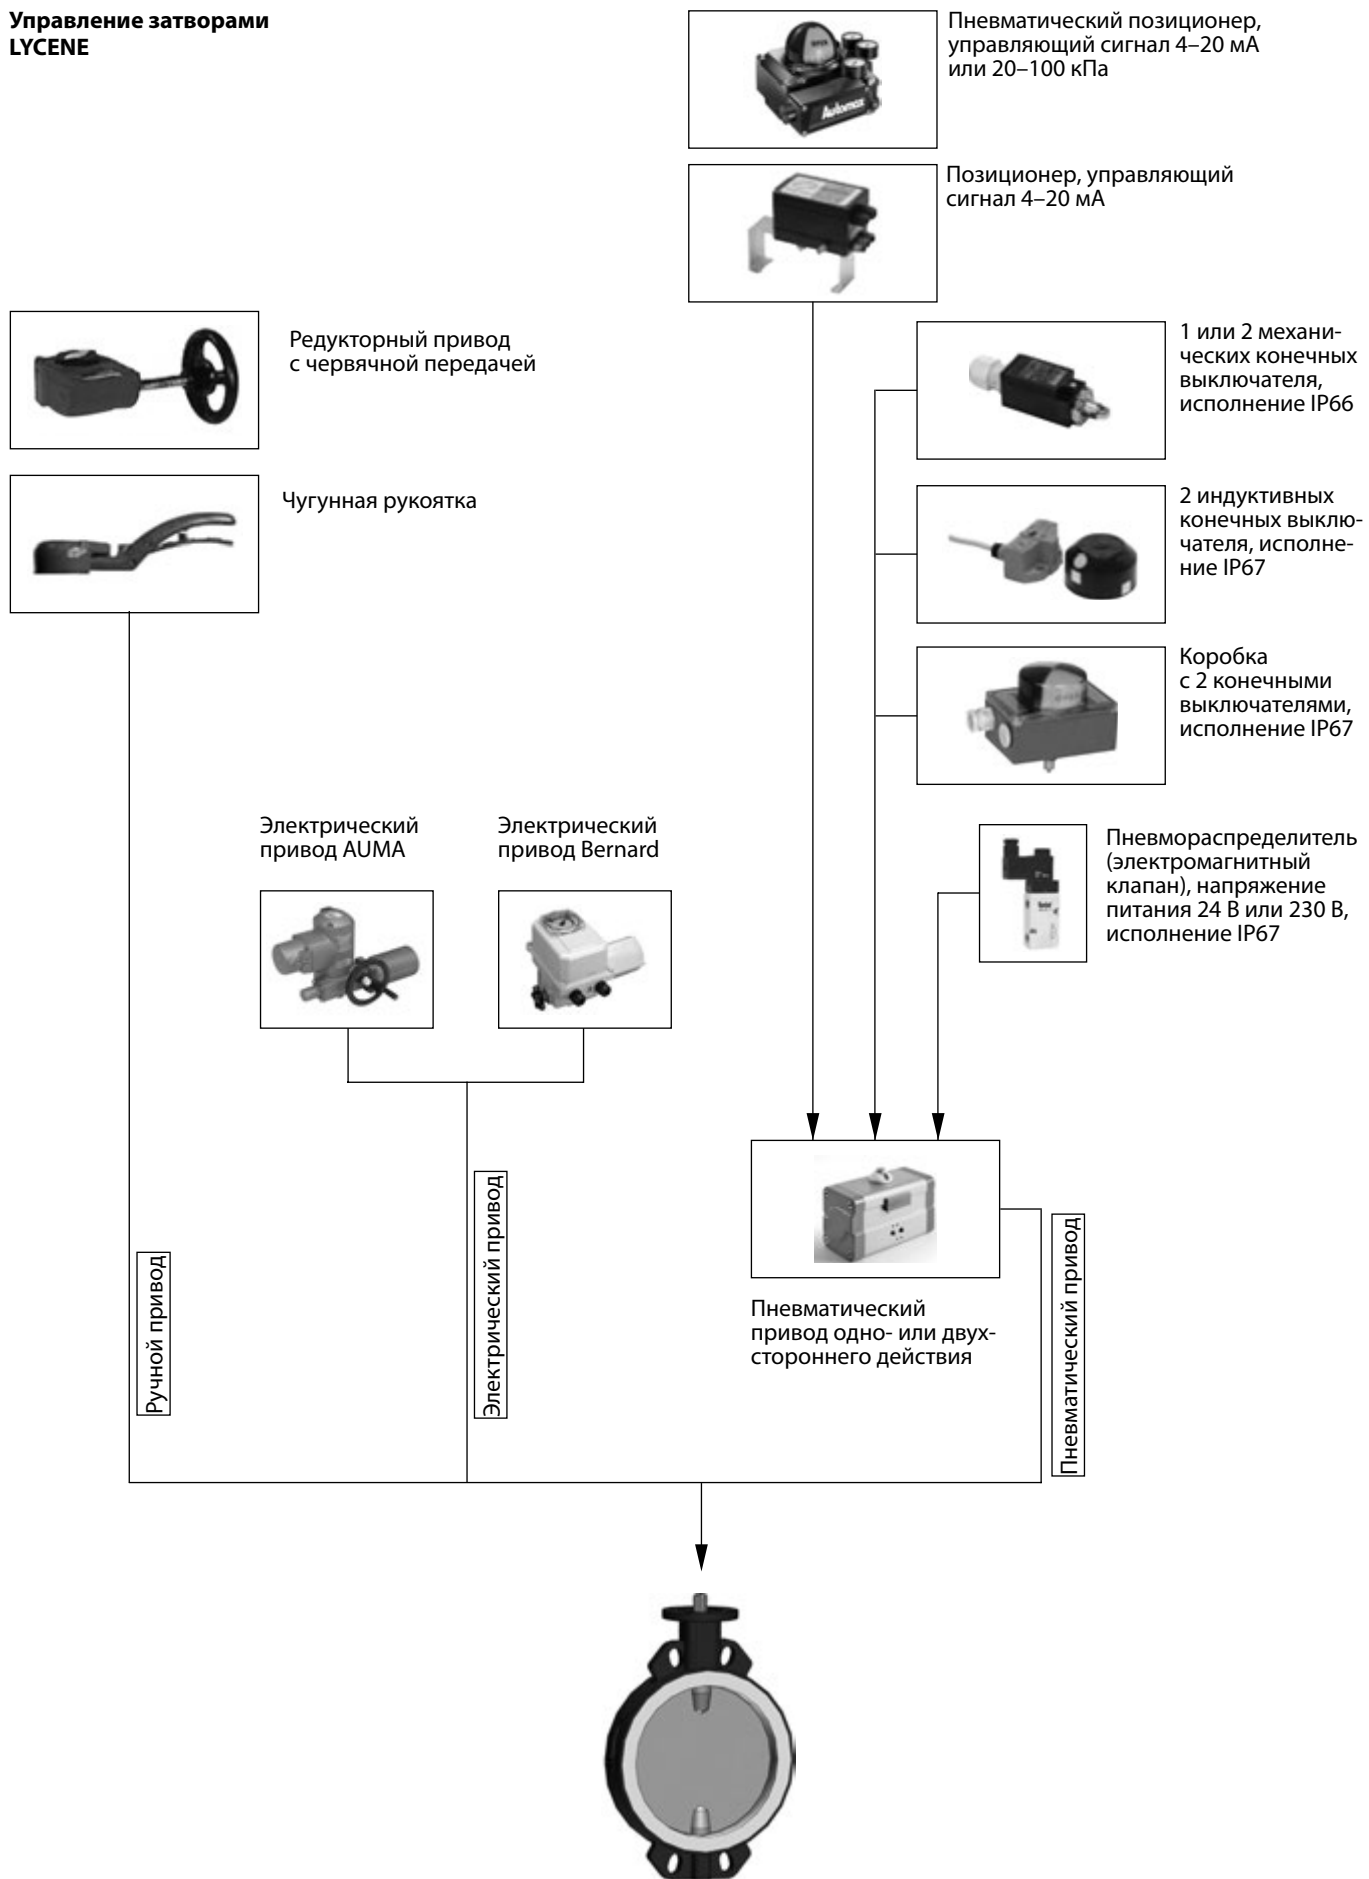 Управление затворами
LYCENE
Пневматический позиционер,
управляющий сигнал 4–20 мА
или 20–100 кПа
Automax
Позиционер, управляющий
сигнал 4–20 мА
Редукторный привод
с червячной передачей
Чугунная рукоятка
1 или 2 механи-
ческих конечных
выключателя,
исполнение IP66
2 индуктивных
конечных выклю-
чателя, исполне-
ние IP67
Коробка
с 2 конечными
выключателями,
исполнение IP67
Электрический
привод AUMA
Электрический
привод Bernard
Пневмораспределитель
(электромагнитный
клапан), напряжение
питания 24 В или 230 В,
исполнение IP67
Ручной привод
Электрический привод
Пневматический привод
Пневматический
привод одно- или двух-
стороннего действия